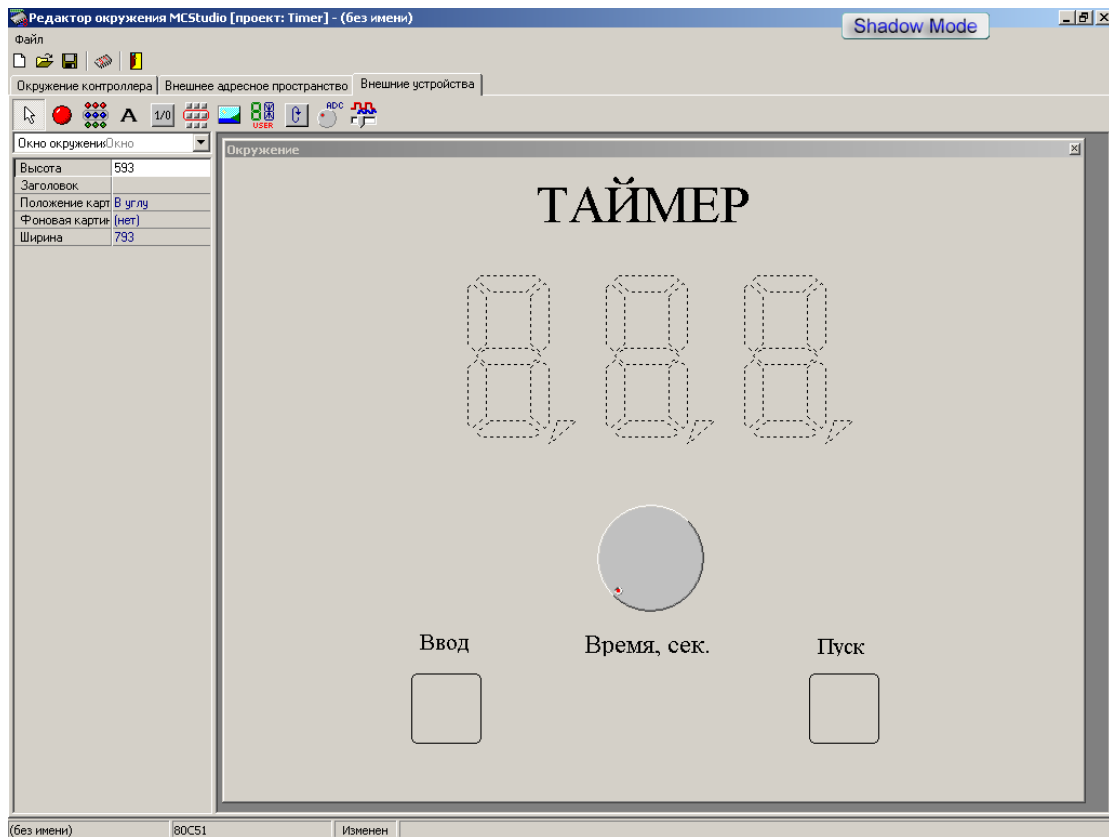 Редактор окружения MCStudio [проект: Timer] - (без имени)
Shadow Mode
Файл
Окружение контроллера Внешнее адресное пространство Внешние устройства
A 1/0 USER ADC
Окно окружения Окно
Окружение
Высота 593
Заголовок
Положение карт В углу
Фоновая картин (нет)
Ширина 793
ТАЙМЕР
Ввод
Время, сек.
Пуск
(без имени) 80C51 Изменен